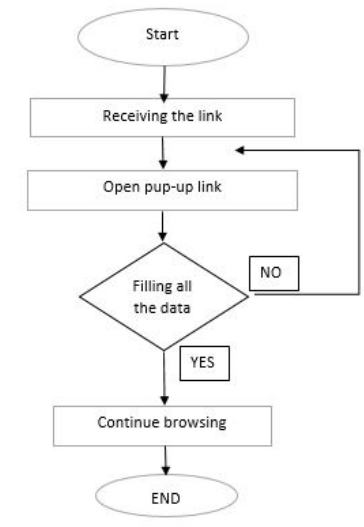 Start
Receiving the link
Open pup-up link
Filling all
the data
NO
YES
Continue browsing
END